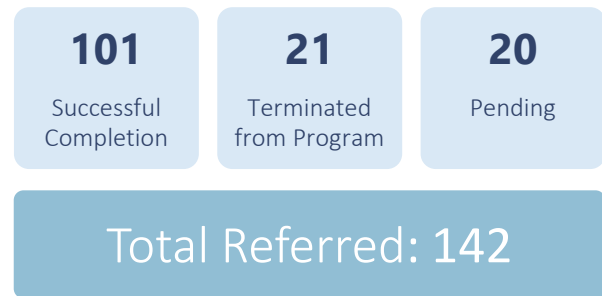 101
Successful
Completion
21
Terminated
from Program
20
Pending
Total Referred: 142